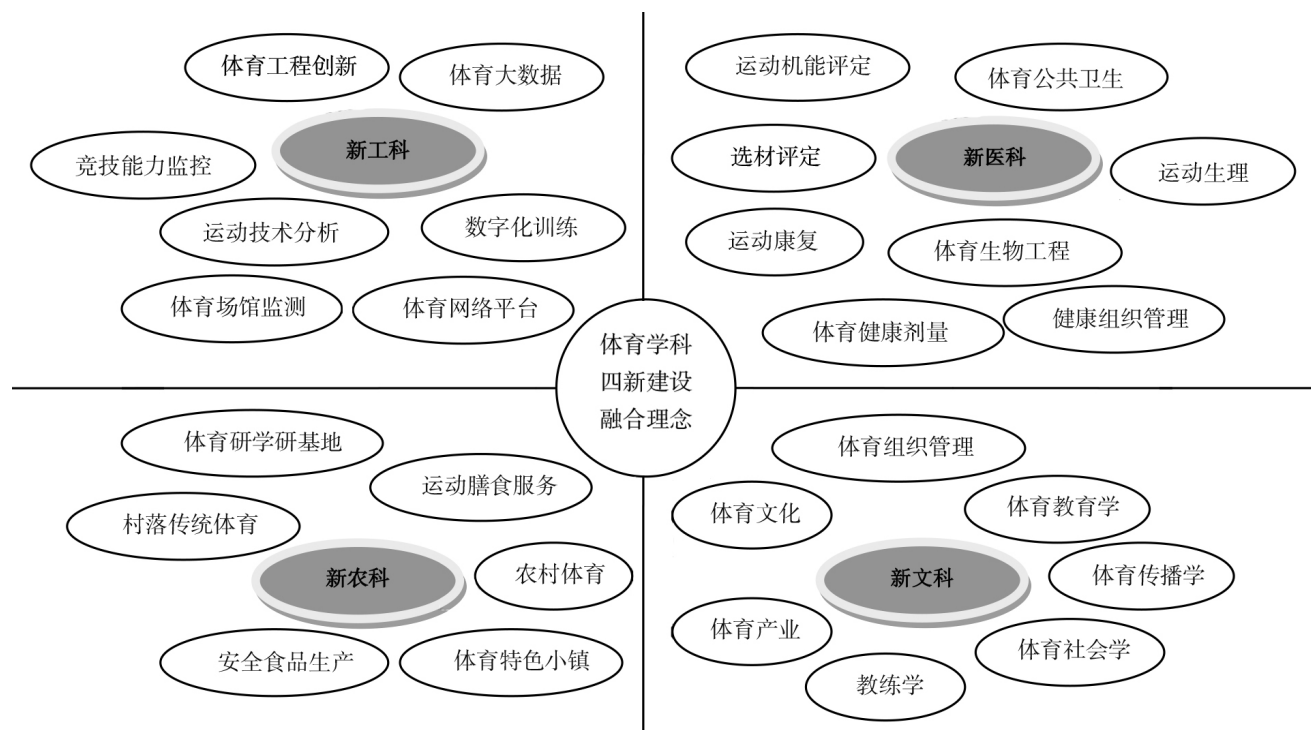 体育工程创新
体育大数据
新工科
竞技能力监控
运动技术分析
数字化训练
体育场馆监测
体育网络平台
运动机能评定
体育公共卫生
选材评定
新医科
运动生理
运动康复
体育生物工程
体育健康剂量
健康组织管理
体育学科
四新建设
融合理念
体育研学研基地
运动膳食服务
村落传统体育
新农科
农村体育
安全食品生产
体育特色小镇
体育组织管理
体育文化
体育教育学
新文科
体育传播学
体育产业
体育社会学
教练学